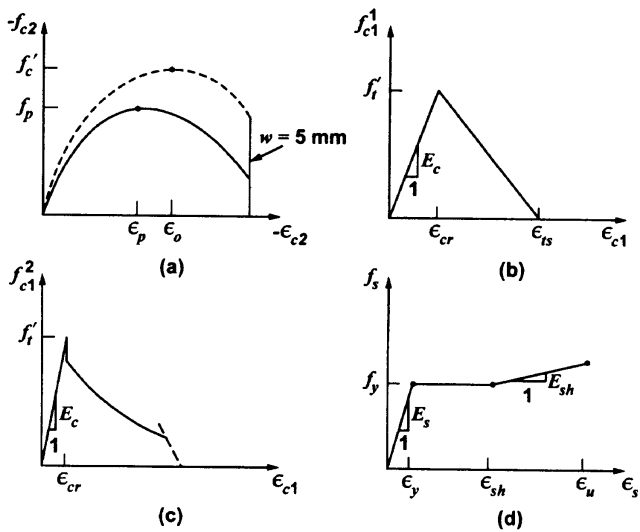 -f_c2
f_c′
f_p
w = 5 mm
ϵ_p
ϵ_o
-ϵ_c2
(a)
f_c1^1
f_t′
E_c
1
ϵ_cr
ϵ_ts
ϵ_c1
(b)
f_c1^2
f_t′
E_c
1
ϵ_cr
ϵ_c1
(c)
f_s
f_y
E_s
1
E_sh
1
ϵ_y
ϵ_sh
ϵ_u
ϵ_s
(d)